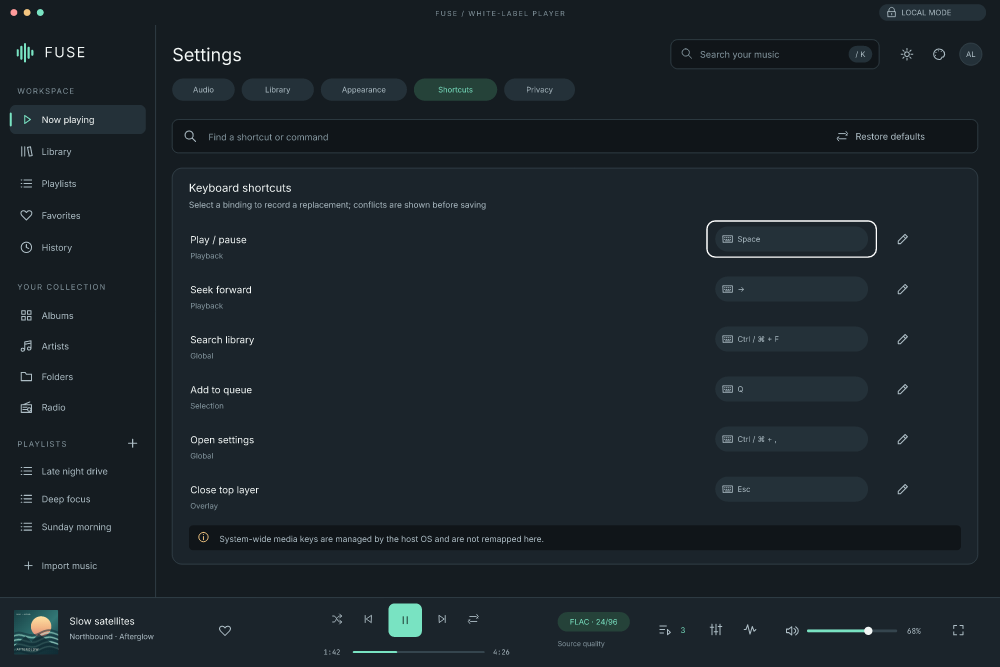 FUSE / WHITE-LABEL PLAYER
LOCAL MODE
FUSE
Settings
Search your music
/ K
AL
WORKSPACE
Audio
Library
Appearance
Shortcuts
Privacy
Now playing
Library
Playlists
Favorites
History
Find a shortcut or command
Restore defaults
Keyboard shortcuts
Select a binding to record a replacement; conflicts are shown before saving
Play / pause
Playback
Space
Seek forward
Playback
→
Search library
Global
Ctrl / ⌘ + F
Add to queue
Selection
Q
Open settings
Global
Ctrl / ⌘ + ,
Close top layer
Overlay
Esc
System-wide media keys are managed by the host OS and are not remapped here.
YOUR COLLECTION
Albums
Artists
Folders
Radio
PLAYLISTS
Late night drive
Deep focus
Sunday morning
Import music
AFTERGLOW
Slow satellites
Northbound · Afterglow
1:42
4:26
FLAC · 24/96
Source quality
3
68%